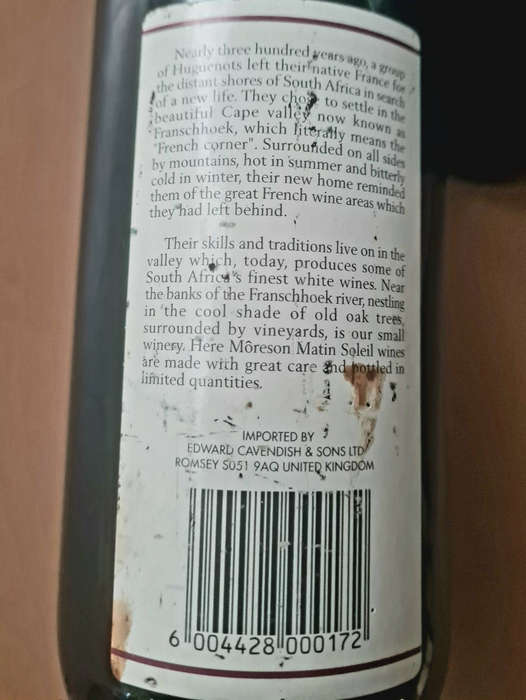 Nearly three hundred years ago, a group
of Huguenots left their native France for
the distant shores of South Africa in search
of a new life. They chose to settle in the
beautiful Cape valley now known as
Franschhoek, which literally means the
"French corner". Surrounded on all sides
by mountains, hot in summer and bitterly
cold in winter, their new home reminded
them of the great French wine areas which
they had left behind.
Their skills and traditions live on in the
valley which, today, produces some of
South Africa's finest white wines. Near
the banks of the Franschhoek river, nestling
in the cool shade of old oak trees,
surrounded by vineyards, is our small
winery. Here Môreson Matin Soleil wines
are made with great care and bottled in
limited quantities.
IMPORTED BY
EDWARD CAVENDISH & SONS LTD
ROMSEY SO51 9AQ UNITED KINGDOM
6 004428 000172